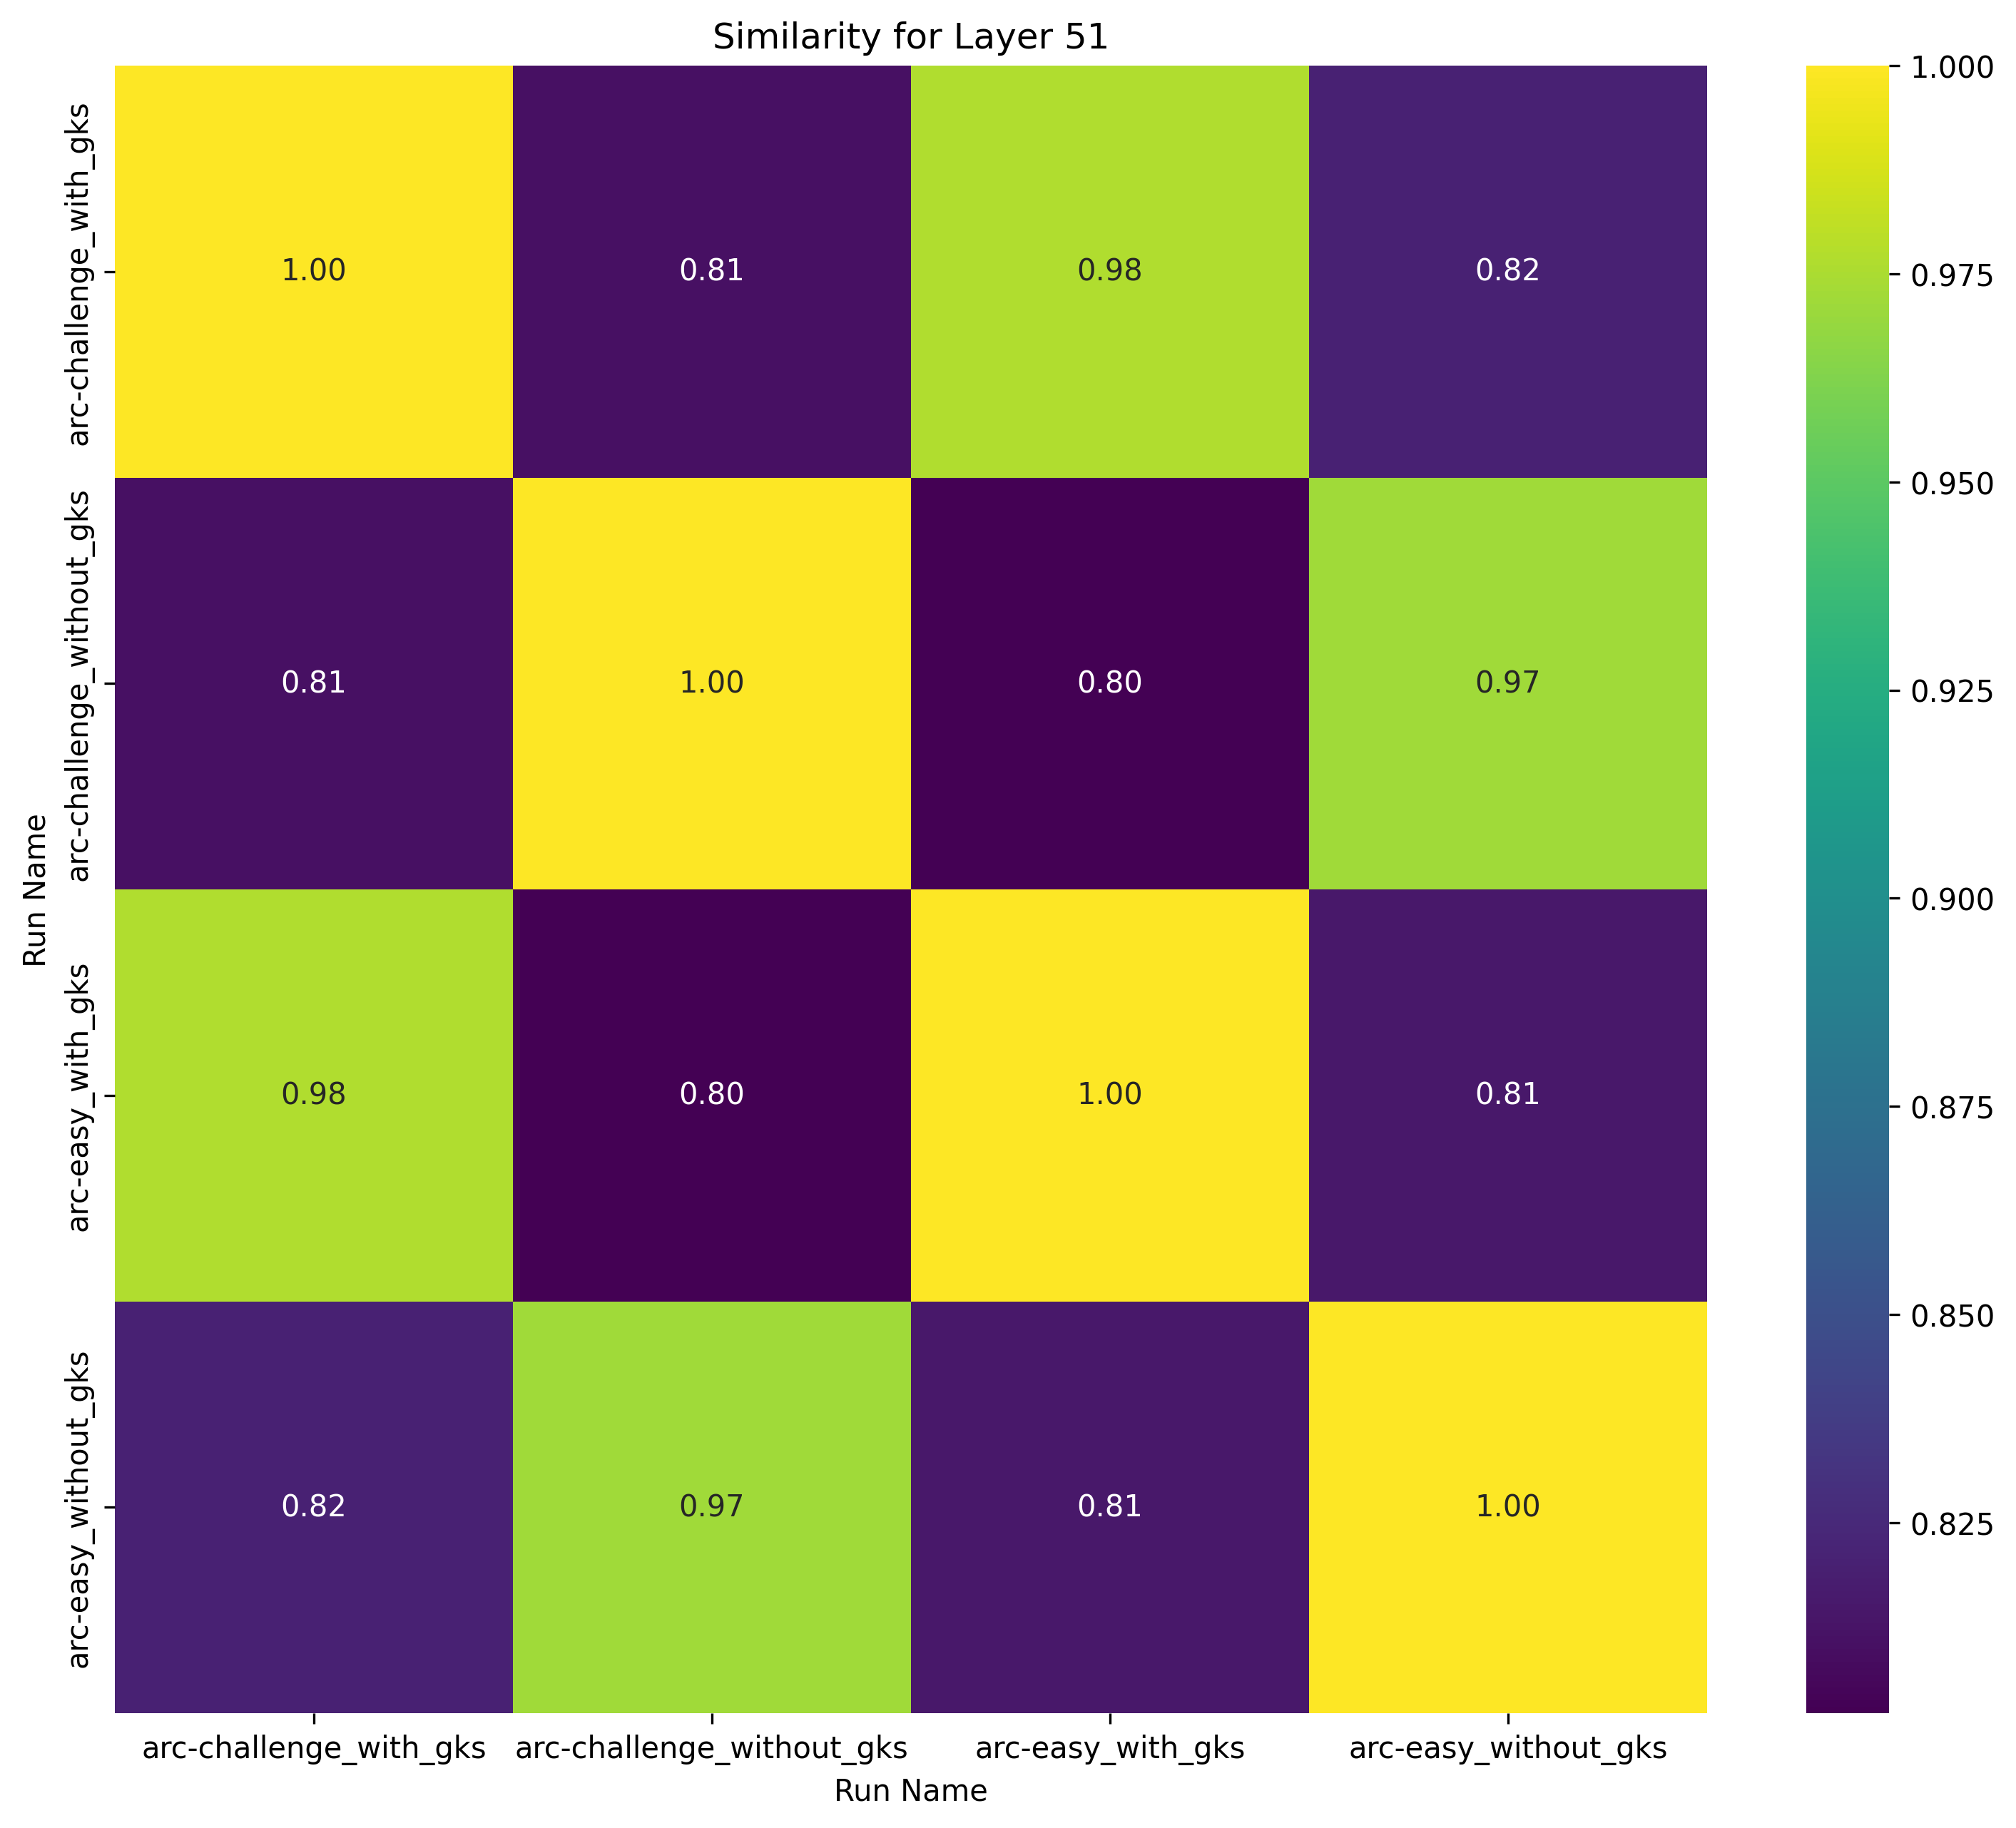 Similarity for Layer 51
Run Name
arc-challenge_with_gks
1.00 0.81 0.98 0.82
arc-challenge_without_gks
0.81 1.00 0.80 0.97
arc-easy_with_gks
0.98 0.80 1.00 0.81
arc-easy_without_gks
0.82 0.97 0.81 1.00
arc-challenge_with_gks arc-challenge_without_gks arc-easy_with_gks arc-easy_without_gks
Run Name
1.000
0.975
0.950
0.925
0.900
0.875
0.850
0.825